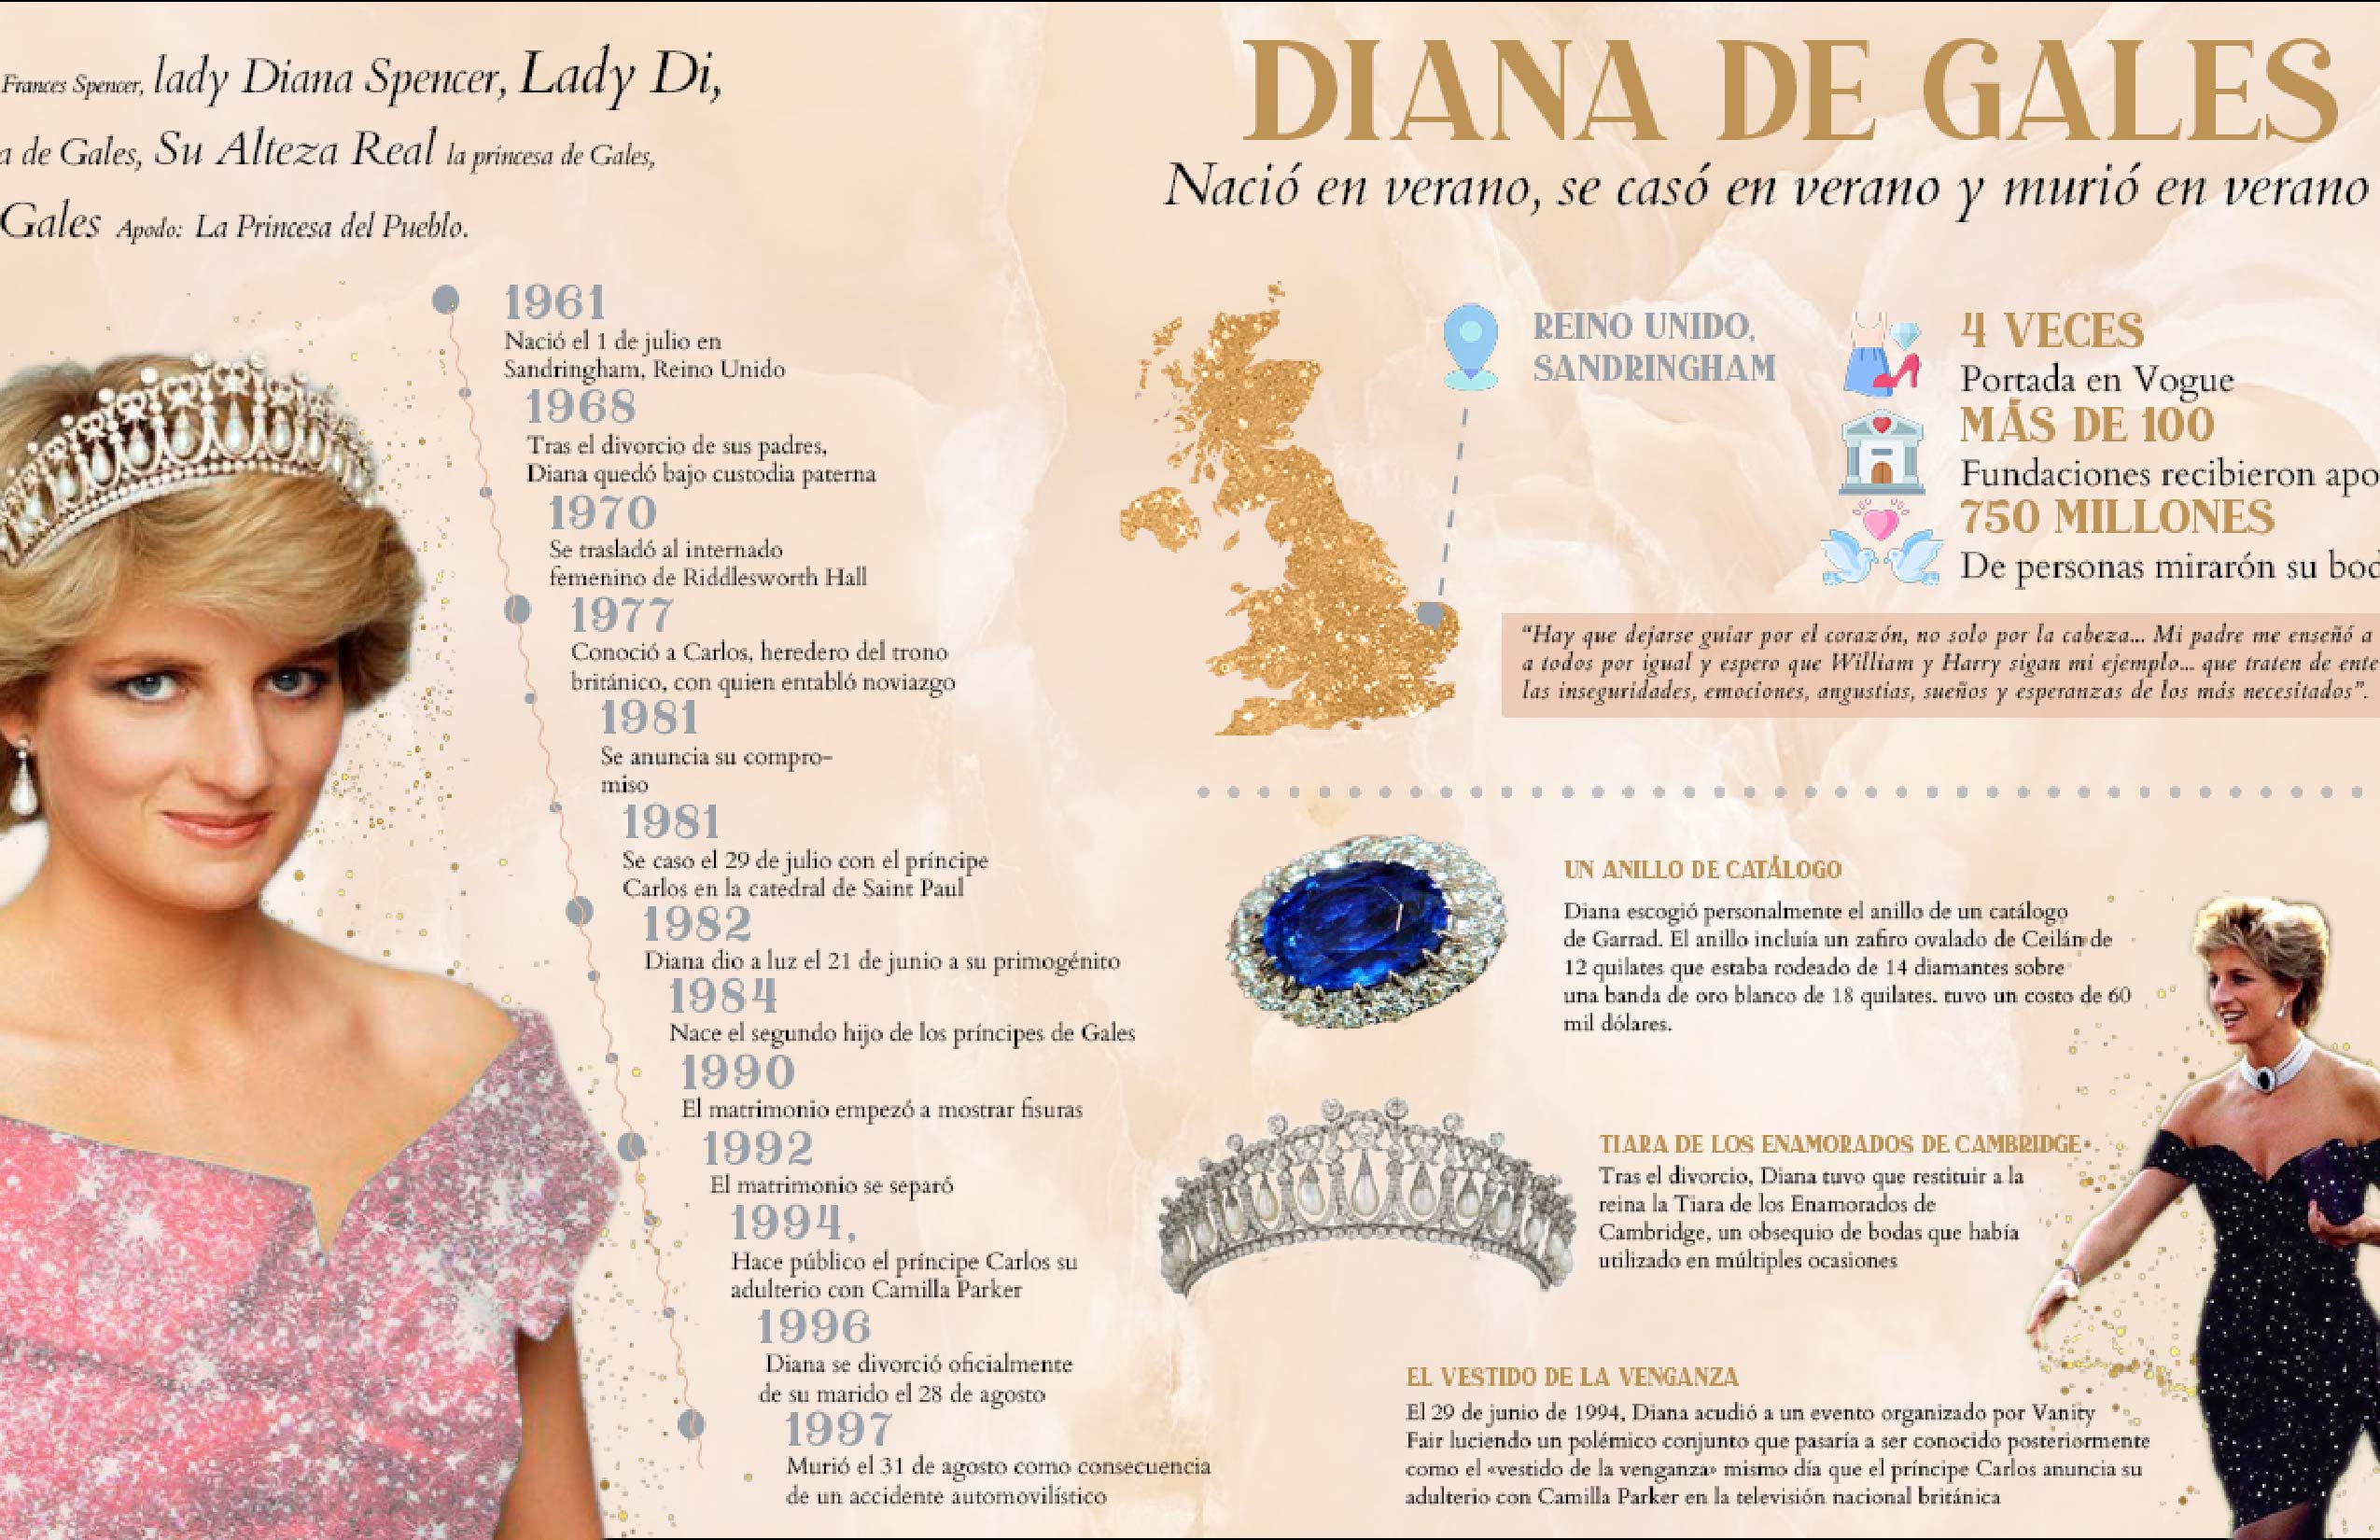 Frances Spencer, lady Diana Spencer, Lady Di,
a de Gales, Su Alteza Real la princesa de Gales,
Gales Apodo: La Princesa del Pueblo.
1961
Nació el 1 de julio en
Sandringham, Reino Unido
1968
Tras el divorcio de sus padres,
Diana quedó bajo custodia paterna
1970
Se trasladó al internado
femenino de Riddlesworth Hall
1977
Conoció a Carlos, heredero del trono
británico, con quien entabló noviazgo
1981
Se anuncia su compro-
miso
1981
Se caso el 29 de julio con el príncipe
Carlos en la catedral de Saint Paul
1982
Diana dio a luz el 21 de junio a su primogénito
1984
Nace el segundo hijo de los príncipes de Gales
1990
El matrimonio empezó a mostrar fisuras
1992
El matrimonio se separó
1994,
Hace público el príncipe Carlos su
adulterio con Camilla Parker
1996
Diana se divorció oficialmente
de su marido el 28 de agosto
1997
Murió el 31 de agosto como consecuencia
de un accidente automovilístico
DIANA DE GALES
Nació en verano, se casó en verano y murió en verano
REINO UNIDO,
SANDRINGHAM
4 VECES
Portada en Vogue
MÁS DE 100
Fundaciones recibieron apo
750 MILLONES
De personas mirarón su bod
“Hay que dejarse guiar por el corazón, no solo por la cabeza... Mi padre me enseñó a
a todos por igual y espero que William y Harry sigan mi ejemplo... que traten de ente
las inseguridades, emociones, angustias, sueños y esperanzas de los más necesitados”.
UN ANILLO DE CATÁLOGO
Diana escogió personalmente el anillo de un catálogo
de Garrad. El anillo incluía un zafiro ovalado de Ceilán de
12 quilates que estaba rodeado de 14 diamantes sobre
una banda de oro blanco de 18 quilates. tuvo un costo de 60
mil dólares.
TIARA DE LOS ENAMORADOS DE CAMBRIDGE
Tras el divorcio, Diana tuvo que restituir a la
reina la Tiara de los Enamorados de
Cambridge, un obsequio de bodas que había
utilizado en múltiples ocasiones
EL VESTIDO DE LA VENGANZA
El 29 de junio de 1994, Diana acudió a un evento organizado por Vanity
Fair luciendo un polémico conjunto que pasaría a ser conocido posteriormente
como el «vestido de la venganza» mismo día que el príncipe Carlos anuncia su
adulterio con Camilla Parker en la televisión nacional británica